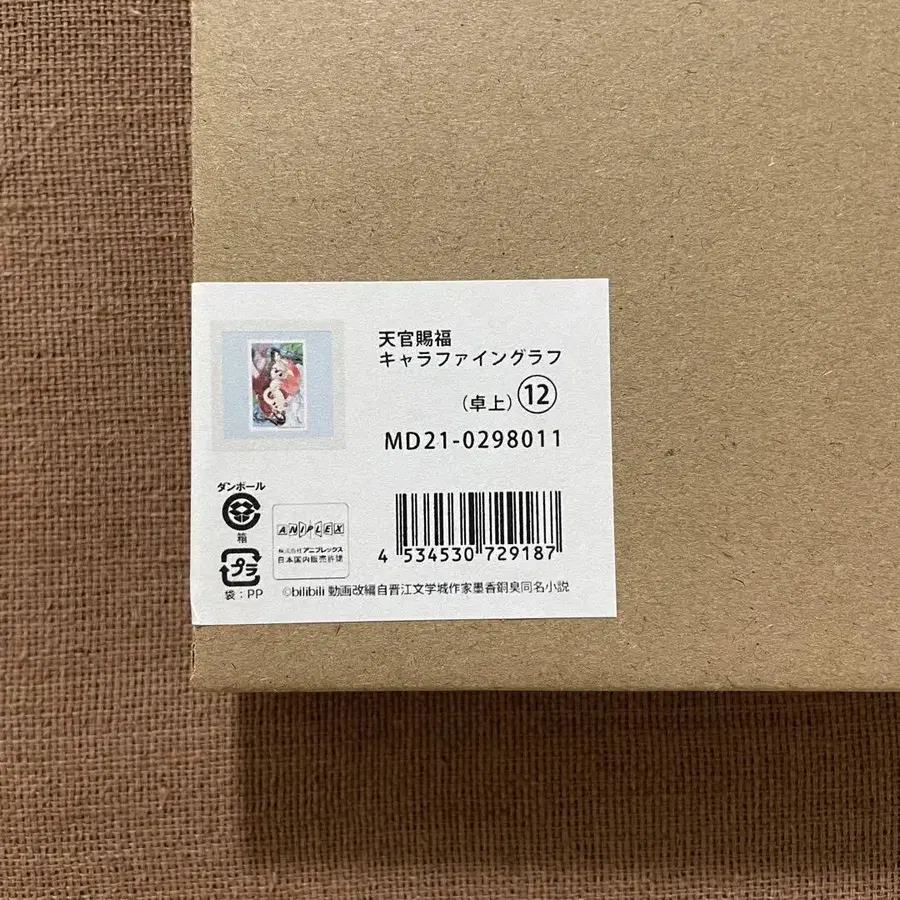 天官賜福
キャラファイングラフ
（卓上）⑫
MD21-0298011
ダンボール
箱
プラ
袋：PP
ANIPLEX
株式会社アニプレックス
日本国内販売許諾
4 534530 729187
©bilibili 動画改編自晋江文学城作家墨香銅臭同名小説